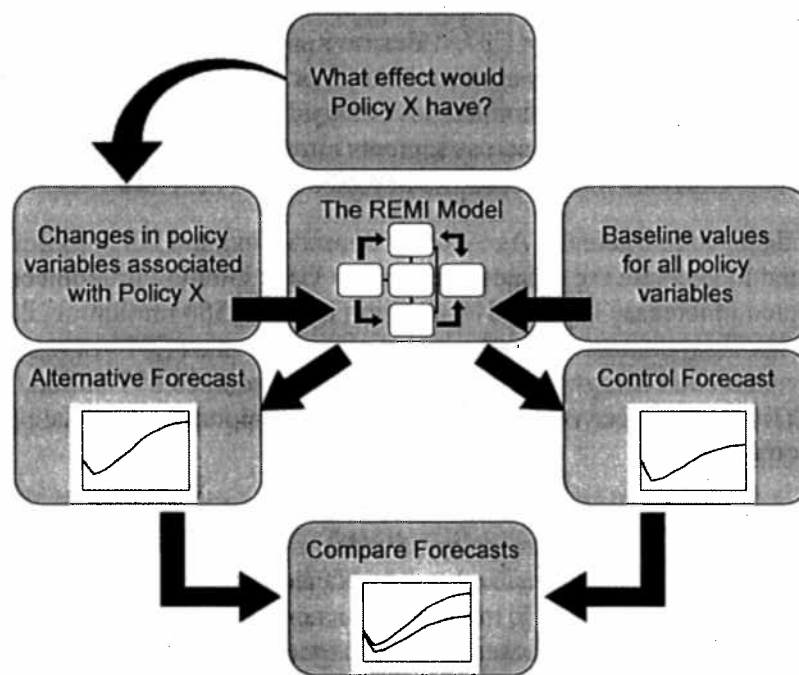 What effect would
Policy X have?
Changes in policy
variables associated
with Policy X
The REMI Model
Baseline values
for all policy
variables
Alternative Forecast
Control Forecast
Compare Forecasts